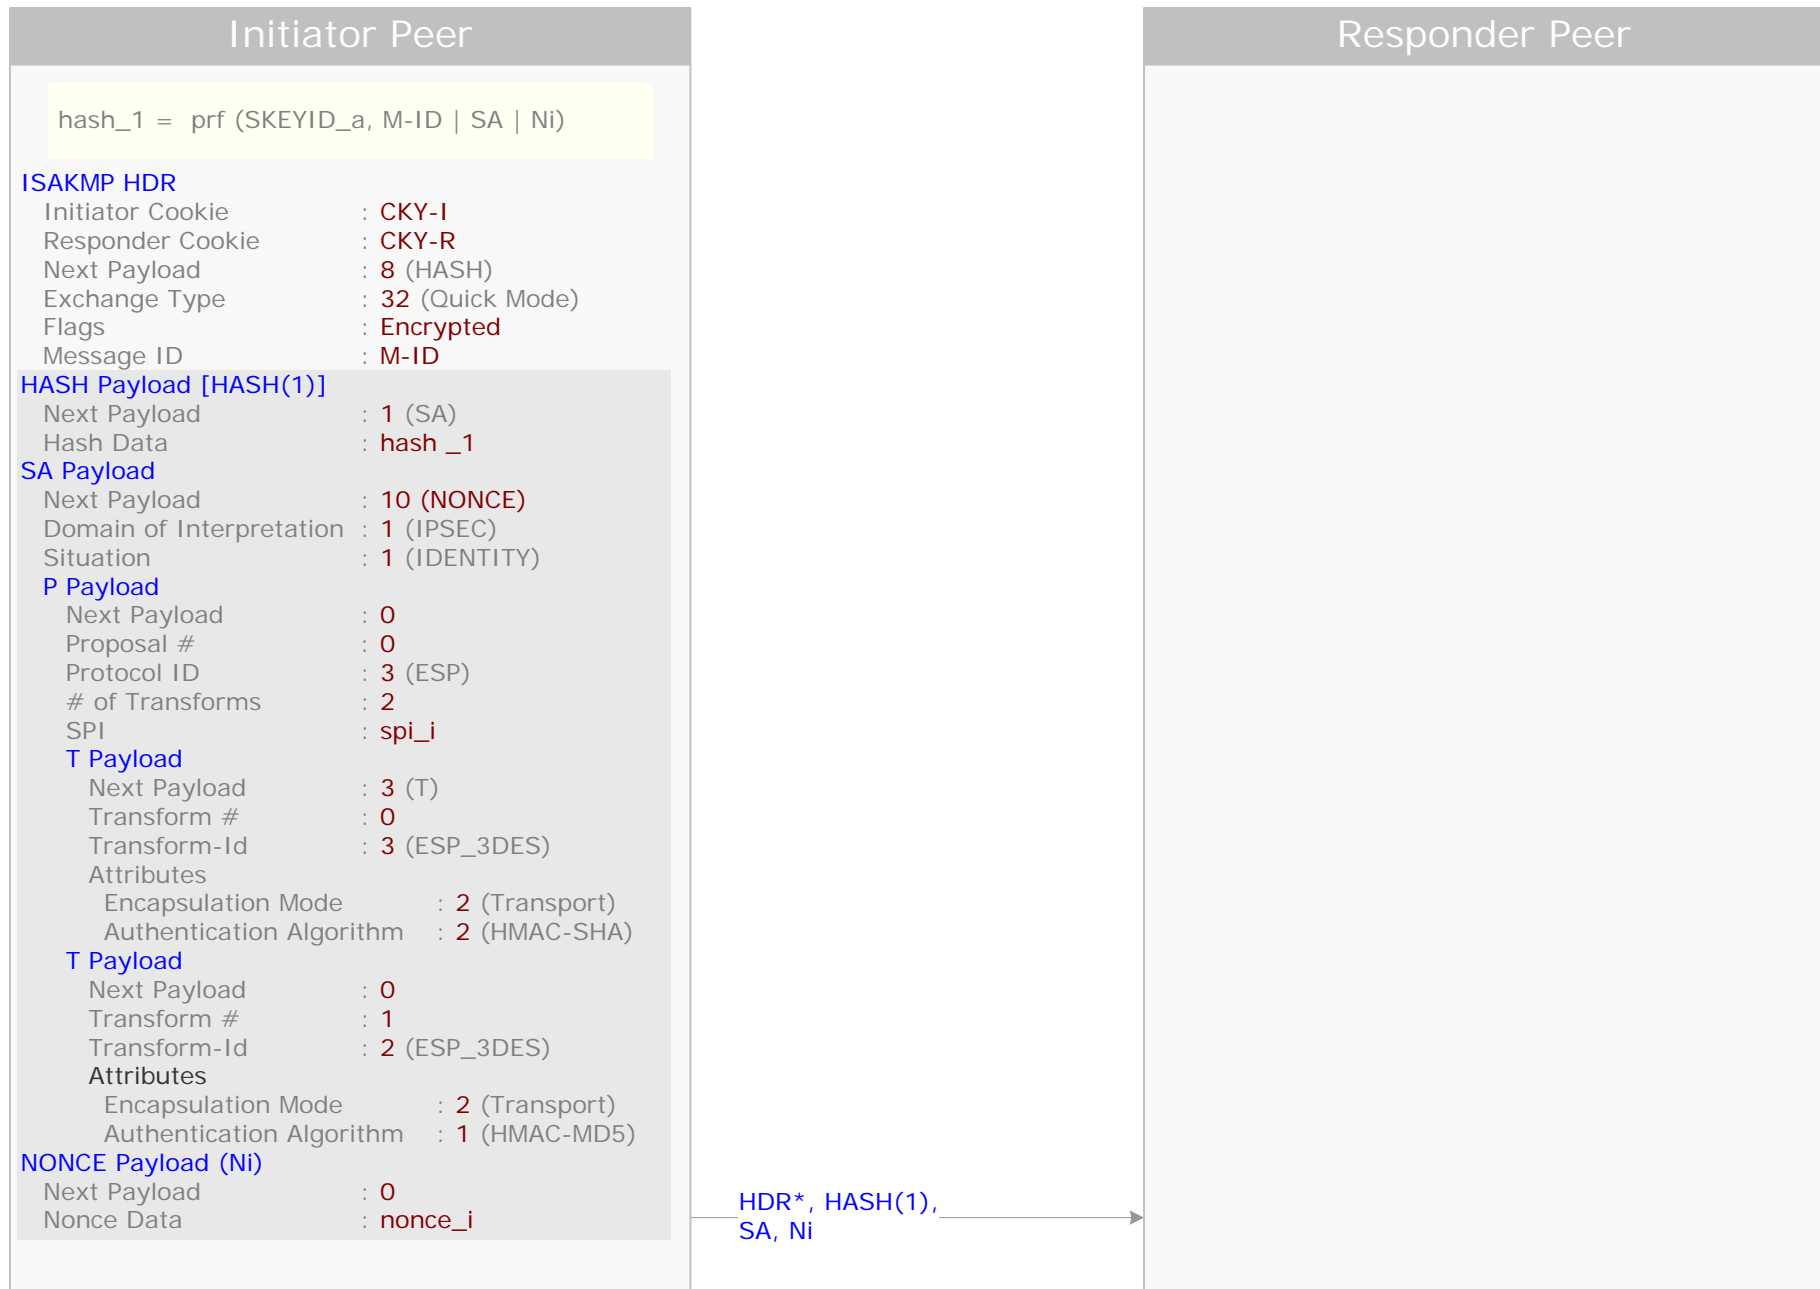 Initiator Peer
Responder Peer
hash_1 = prf (SKEYID_a, M-ID | SA | Ni)
ISAKMP HDR
Initiator Cookie : CKY-I
Responder Cookie : CKY-R
Next Payload : 8 (HASH)
Exchange Type : 32 (Quick Mode)
Flags : Encrypted
Message ID : M-ID
HASH Payload [HASH(1)]
Next Payload : 1 (SA)
Hash Data : hash _1
SA Payload
Next Payload : 10 (NONCE)
Domain of Interpretation : 1 (IPSEC)
Situation : 1 (IDENTITY)
P Payload
Next Payload : 0
Proposal # : 0
Protocol ID : 3 (ESP)
# of Transforms : 2
SPI : spi_i
T Payload
Next Payload : 3 (T)
Transform # : 0
Transform-Id : 3 (ESP_3DES)
Attributes
Encapsulation Mode : 2 (Transport)
Authentication Algorithm : 2 (HMAC-SHA)
T Payload
Next Payload : 0
Transform # : 1
Transform-Id : 2 (ESP_3DES)
Attributes
Encapsulation Mode : 2 (Transport)
Authentication Algorithm : 1 (HMAC-MD5)
NONCE Payload (Ni)
Next Payload : 0
Nonce Data : nonce_i
HDR*, HASH(1),
SA, Ni